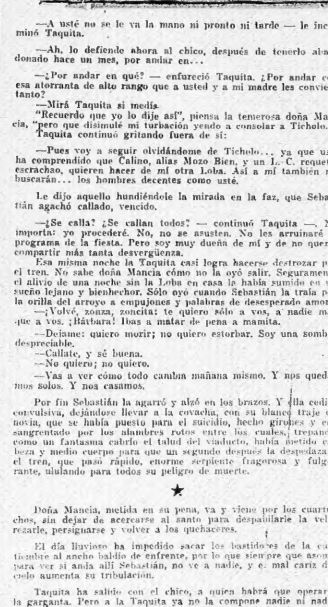 —A usté no se le va la mano ni pronto ni tarde — le incri
minó Taquita.
—Ah, lo defiende ahora al chico, después de tenerlo aban
donado hace un mes, por andar en...
—¿Por andar en qué? — enfureció Taquita. ¿Por andar co
esa atorranta de alto rango que a usted y a mi madre les convie
tanto?
—Mirá Taquita si medís
"Recuerdo que yo lo dije así", piensa la temerosa doña Ma
cia, "pero que disimulé mi turbación yendo a consolar a Ticholo.
Taquita continuó gritando fuera de sí:
—Pues voy a seguir olvidándome de Ticholo... ya que us
ha comprendido que Calino, alias Mozo Bien, y un L. C. requet
escrachao, quieren hacer de mí otra Loba. Así a mí también m
buscarán... los hombres decentes como usté.
Le dijo aquello hundiéndole la mirada en la faz, que Seba
tián agachó callado, vencido.
—¿Se calla? ¿Se callan todos? — continuó Taquita —.
importa: yo procederé. No, no se asusten. No les arruinaré
programa de la fiesta. Pero soy muy dueña de mí y de no quer
compartir más tanta desvergüenza.
Esa misma noche la Taquita casi logra hacerse destrozar p
el tren. No sabe doña Mancia cómo no la oyó salir. Seguramen
el alivio de una noche sin la Loba en casa la había sumido en
sueño lejano y bienhechor. Sólo oyó cuando Sebastián la traía p
la orilla del arroyo a empujones y palabras de desesperado amor
—¡Volvé, zonza, zoncita: te quiero sólo a vos, a nadie m
que a vos. ¡Bárbara! Ibas a matar de pena a mamita.
—Dejame: quiero morir; no quiero estorbar. Soy una somb
despreciable.
—Callate, y sé buena.
—No quiero; no quiero.
—Vas a ver cómo todo cambia mañana mismo. Y nos qued
mos solos. Y nos casamos.
Por fin Sebastián la agarró y alzó en los brazos. Y ella cedi
convulsiva, dejándose llevar a la covacha, con su blanco traje
novia, que se había puesto para el suicidio, hecho girones y
sangrentado por los alambres rotos entre los cuales, trepan
como un fantasma cabrío el talud del viaducto, había metido
beza y medio cuerpo para que un segundo después la despedaza
el tren, que pasó rápido, enorme serpiente fragorosa y fulg
rante, ululando para todos su peligro de muerte.
★
Doña Mancia, metida en su pena, va y viene por los cuart
chos, sin dejar de acercarse al santo para despabilarle la vel
rezarle, persignarse y volver a los quehaceres.
El día lluvioso ha impedido sacar los bastidores de la cu
tiembre al ancho baldío de enfrente, por lo que siempre que asom
para ver si anda allí Sebastián, no ve a nadie, y el mal cariz d
cielo aumenta su tribulación.
Taquita ha salido con el chico, a quien habrá que operar
la garganta. Pero a la Taquita ya no la compone nadie ni nad